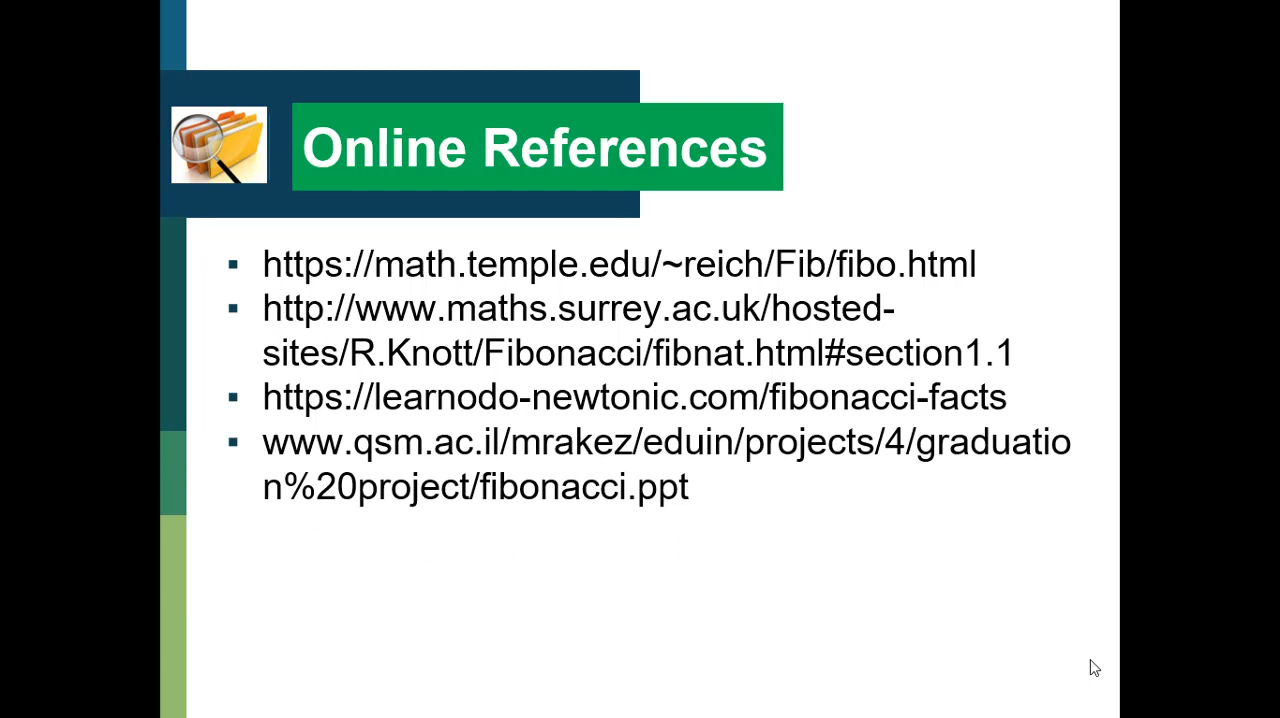 Online References
https://math.temple.edu/~reich/Fib/fibo.html
http://www.maths.surrey.ac.uk/hosted-
sites/R.Knott/Fibonacci/fibnat.html#section1.1
https://learnodo-newtonic.com/fibonacci-facts
www.qsm.ac.il/mrakez/eduin/projects/4/graduatio
n%20project/fibonacci.ppt